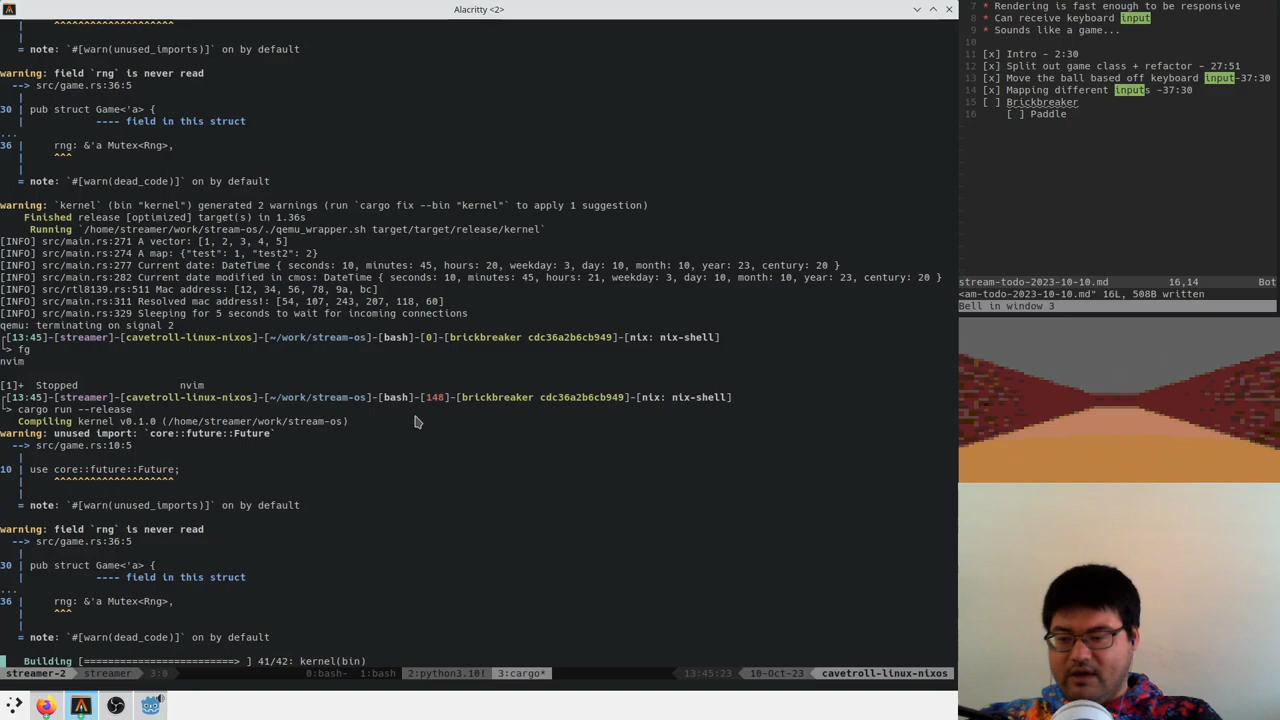 Alacritty <2>
^^^^^^^^^^^^^^^^^^^^
= note: `#[warn(unused_imports)]` on by default
warning: field `rng` is never read
--> src/game.rs:36:5
|
30 | pub struct Game<'a> {
| ---- field in this struct
...
36 | rng: &'a Mutex<Rng>,
| ^^^
|
= note: `#[warn(dead_code)]` on by default
warning: `kernel` (bin "kernel") generated 2 warnings (run `cargo fix --bin "kernel"` to apply 1 suggestion)
Finished release [optimized] target(s) in 1.36s
Running `/home/streamer/work/stream-os/./qemu_wrapper.sh target/target/release/kernel`
[INFO] src/main.rs:271 A vector: [1, 2, 3, 4, 5]
[INFO] src/main.rs:274 A map: {"test": 1, "test2": 2}
[INFO] src/main.rs:277 Current date: DateTime { seconds: 10, minutes: 45, hours: 20, weekday: 3, day: 10, month: 10, year: 23, century: 20 }
[INFO] src/main.rs:282 Current date modified in cmos: DateTime { seconds: 10, minutes: 45, hours: 21, weekday: 3, day: 10, month: 10, year: 23, century: 20 }
[INFO] src/rtl8139.rs:511 Mac address: [12, 34, 56, 78, 9a, bc]
[INFO] src/main.rs:311 Resolved mac address!: [54, 107, 243, 207, 118, 60]
[INFO] src/main.rs:329 Sleeping for 5 seconds to wait for incoming connections
qemu: terminating on signal 2
[13:45]-[streamer]-[cavetroll-linux-nixos]-[~/work/stream-os]-[bash]-[0]-[brickbreaker cdc36a2b6cb949]-[nix: nix-shell]
> fg
nvim
[1]+ Stopped nvim
[13:45]-[streamer]-[cavetroll-linux-nixos]-[~/work/stream-os]-[bash]-[148]-[brickbreaker cdc36a2b6cb949]-[nix: nix-shell]
> cargo run --release
Compiling kernel v0.1.0 (/home/streamer/work/stream-os)
warning: unused import: `core::future::Future`
--> src/game.rs:10:5
|
10 | use core::future::Future;
| ^^^^^^^^^^^^^^^^^^^^
|
= note: `#[warn(unused_imports)]` on by default
warning: field `rng` is never read
--> src/game.rs:36:5
|
30 | pub struct Game<'a> {
| ---- field in this struct
...
36 | rng: &'a Mutex<Rng>,
| ^^^
|
= note: `#[warn(dead_code)]` on by default
Building [==========================> ] 41/42: kernel(bin)
streamer-2 streamer 3:0 0:bash- 1:bash 2:python3.10! 3:cargo* 13:45:23 10-Oct-23 cavetroll-linux-nixos
7 * Rendering is fast enough to be responsive
8 * Can receive keyboard input
9 * Sounds like a game...
10
11 [x] Intro - 2:30
12 [x] Split out game class + refactor - 27:51
13 [x] Move the ball based off keyboard input-37:30
14 [x] Mapping different inputs -37:30
15 [ ] Brickbreaker
16 [ ] Paddle
stream-todo-2023-10-10.md 16,14 Bot
<am-todo-2023-10-10.md" 16L, 508B written
Bell in window 3